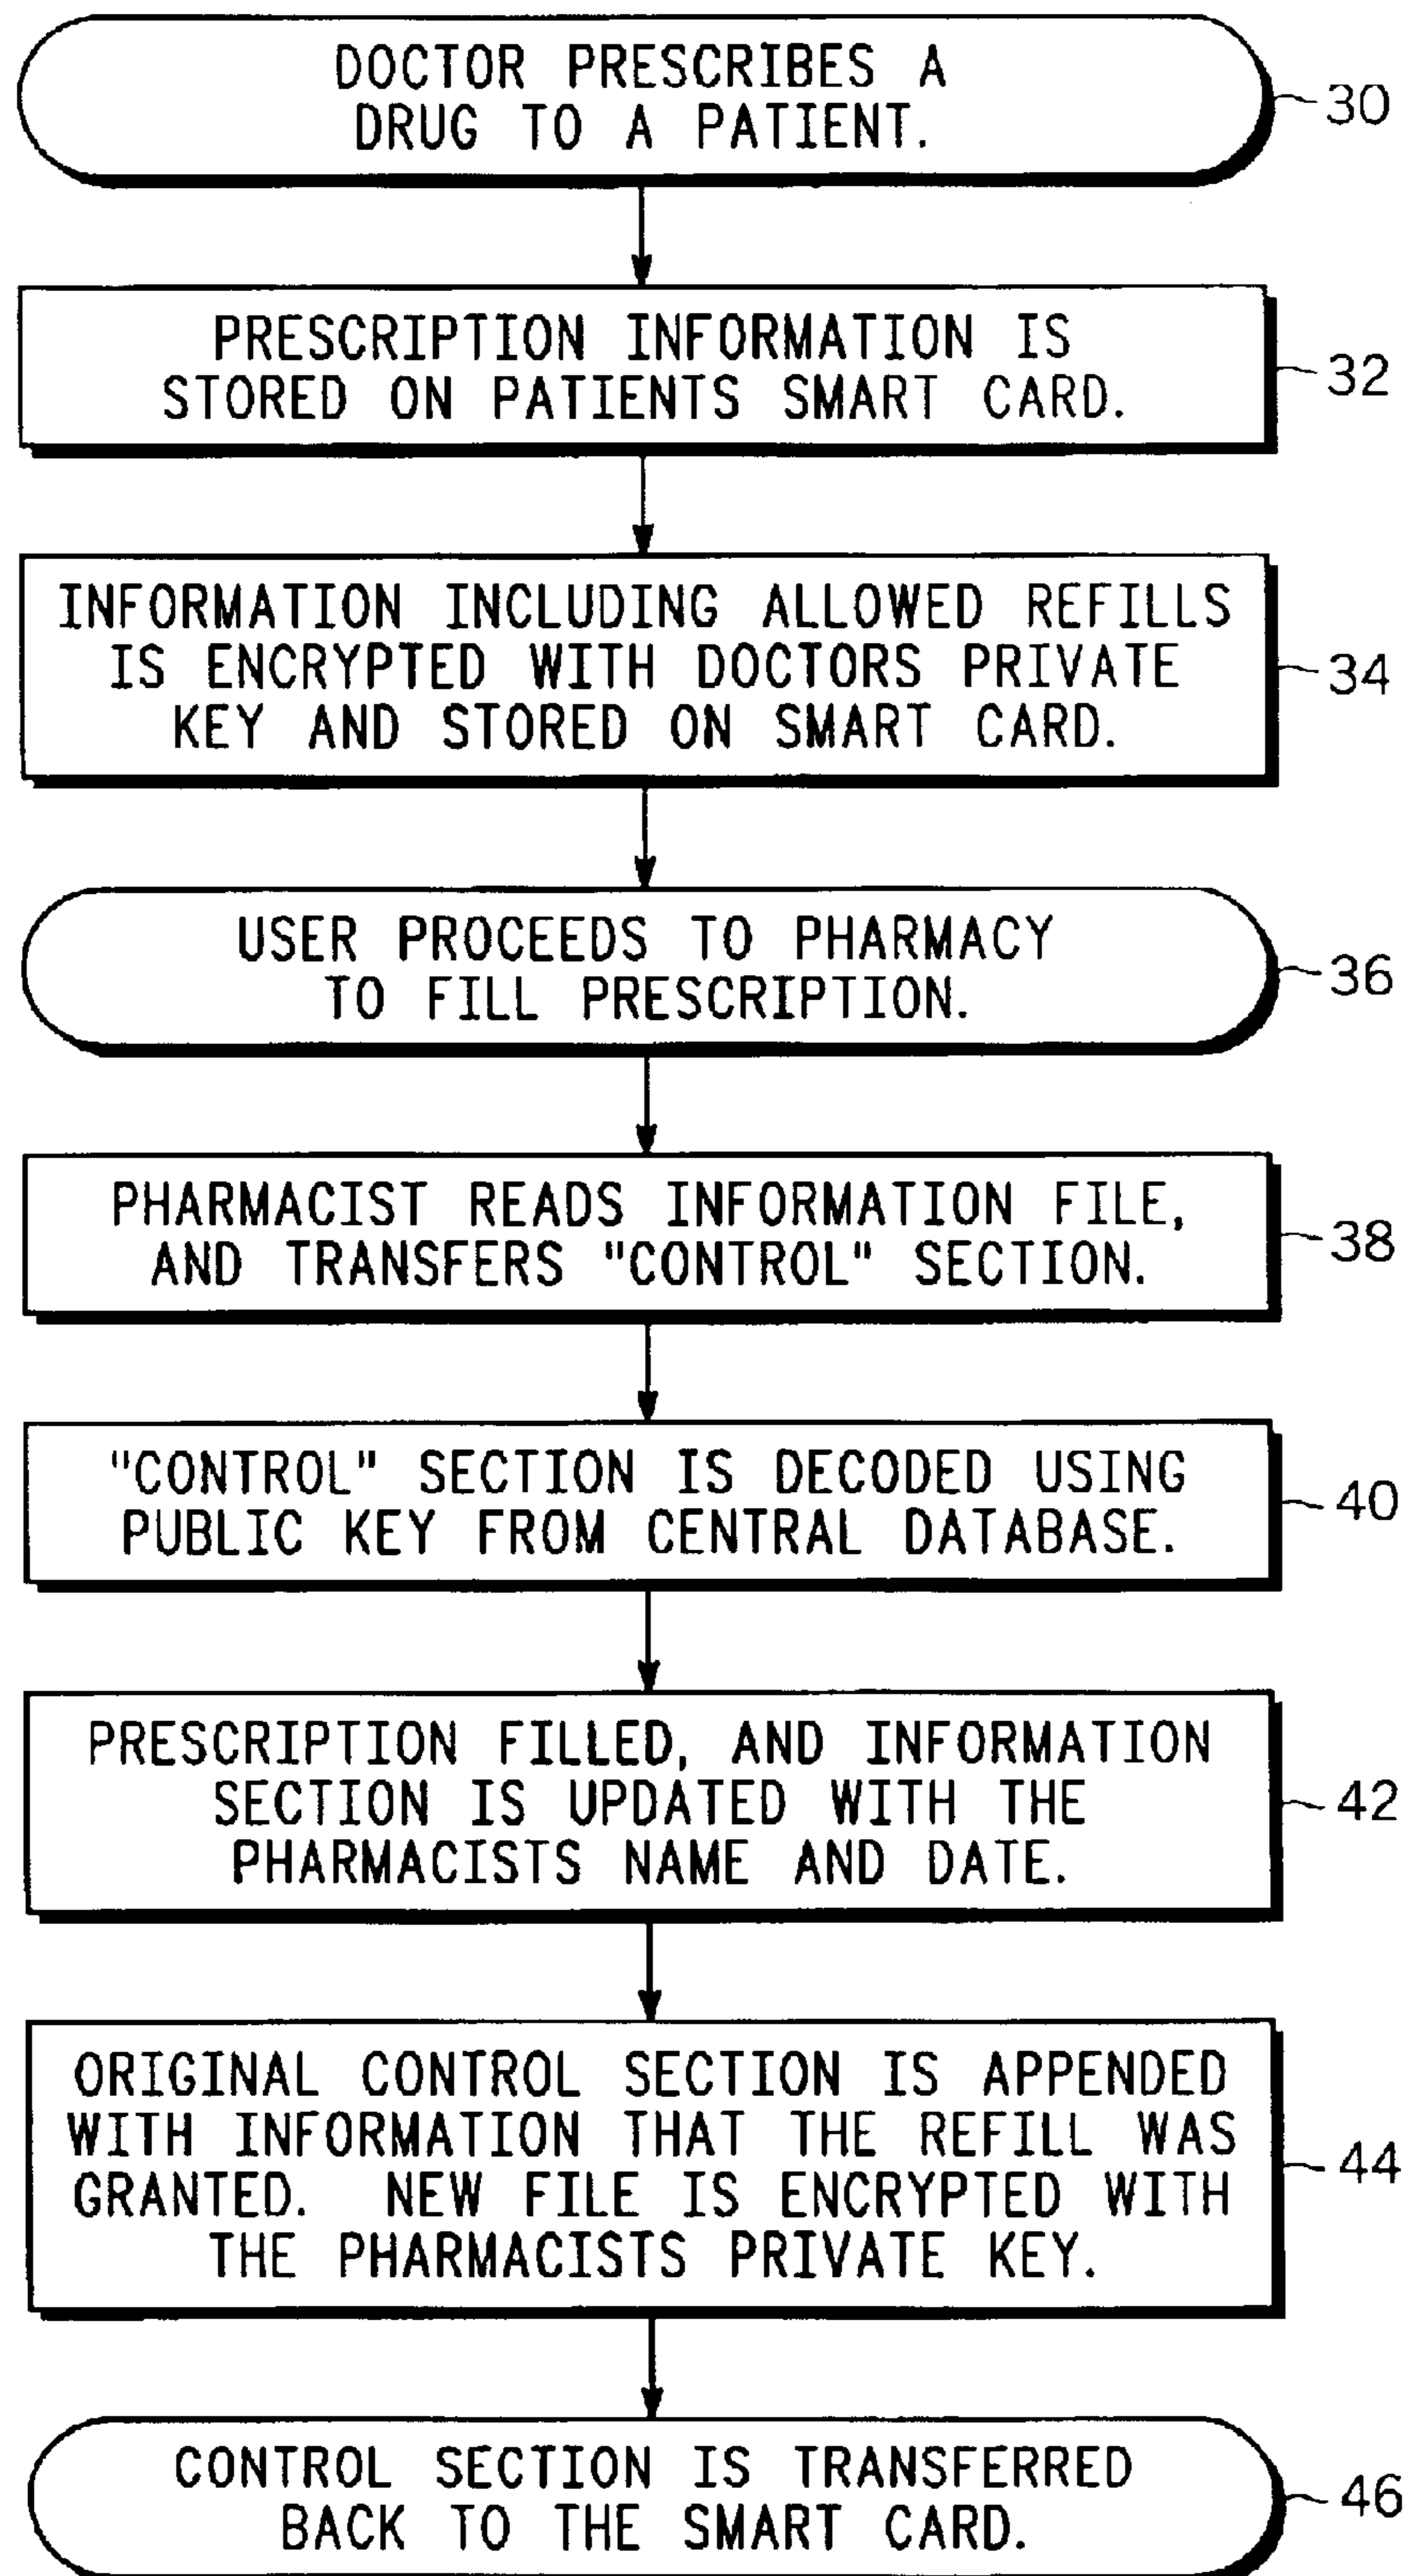 DOCTOR PRESCRIBES A
DRUG TO A PATIENT.
30
PRESCRIPTION INFORMATION IS
STORED ON PATIENTS SMART CARD.
32
INFORMATION INCLUDING ALLOWED REFILLS
IS ENCRYPTED WITH DOCTORS PRIVATE
KEY AND STORED ON SMART CARD.
34
USER PROCEEDS TO PHARMACY
TO FILL PRESCRIPTION.
36
PHARMACIST READS INFORMATION FILE,
AND TRANSFERS "CONTROL" SECTION.
38
"CONTROL" SECTION IS DECODED USING
PUBLIC KEY FROM CENTRAL DATABASE.
40
PRESCRIPTION FILLED, AND INFORMATION
SECTION IS UPDATED WITH THE
PHARMACISTS NAME AND DATE.
42
ORIGINAL CONTROL SECTION IS APPENDED
WITH INFORMATION THAT THE REFILL WAS
GRANTED. NEW FILE IS ENCRYPTED WITH
THE PHARMACISTS PRIVATE KEY.
44
CONTROL SECTION IS TRANSFERRED
BACK TO THE SMART CARD.
46